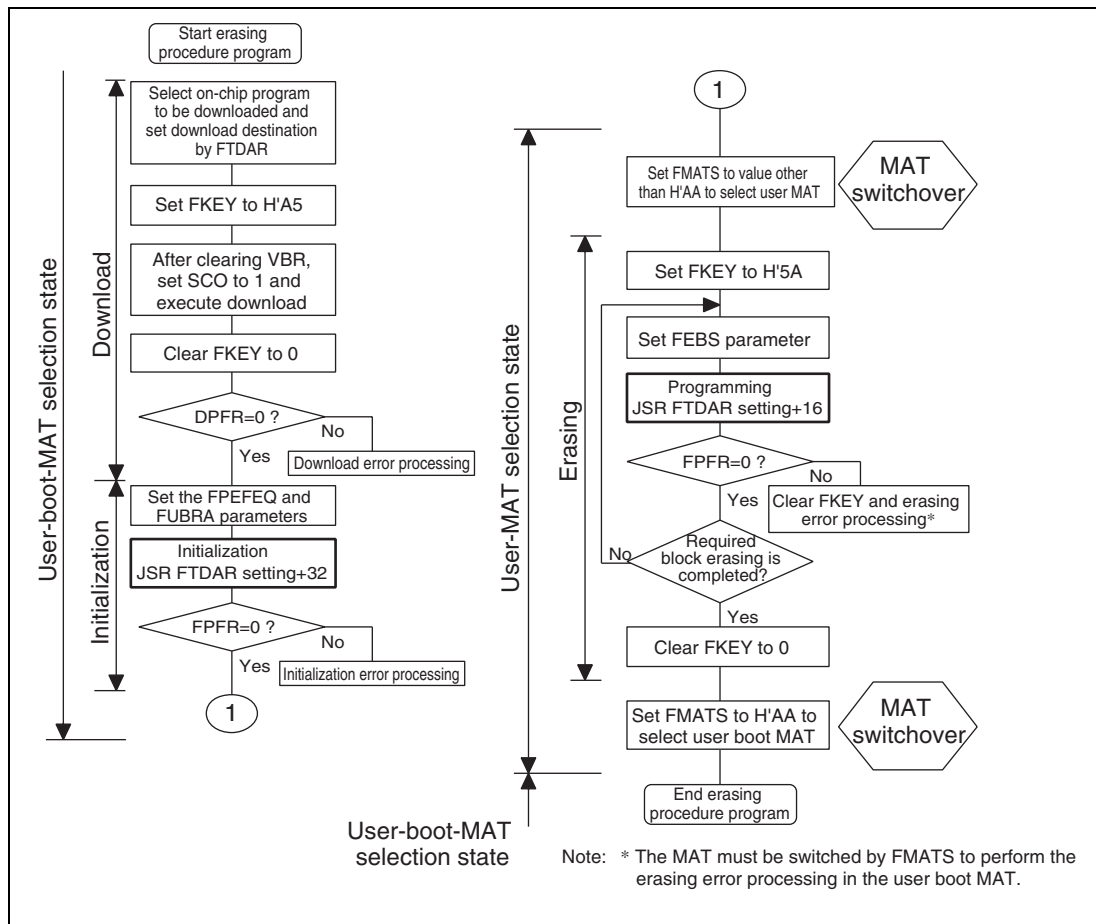 Start erasing
procedure program
User-boot-MAT selection state
Download
Select on-chip program
to be downloaded and
set download destination
by FTDAR
Set FKEY to H'A5
After clearing VBR,
set SCO to 1 and
execute download
Clear FKEY to 0
DPFR=0 ?
No
Yes
Download error processing
Initialization
Set the FPEFEQ and
FUBRA parameters
Initialization
JSR FTDAR setting+32
FPFR=0 ?
No
Yes
Initialization error processing
1
1
User-MAT selection state
Set FMATS to value other
than H'AA to select user MAT
MAT
switchover
Erasing
Set FKEY to H'5A
Set FEBS parameter
Programming
JSR FTDAR setting+16
FPFR=0 ?
No
Yes
Clear FKEY and erasing
error processing*
Required
block erasing is
completed?
No
Yes
Clear FKEY to 0
Set FMATS to H'AA to
select user boot MAT
MAT
switchover
End erasing
procedure program
User-boot-MAT
selection state
Note: * The MAT must be switched by FMATS to perform the
erasing error processing in the user boot MAT.